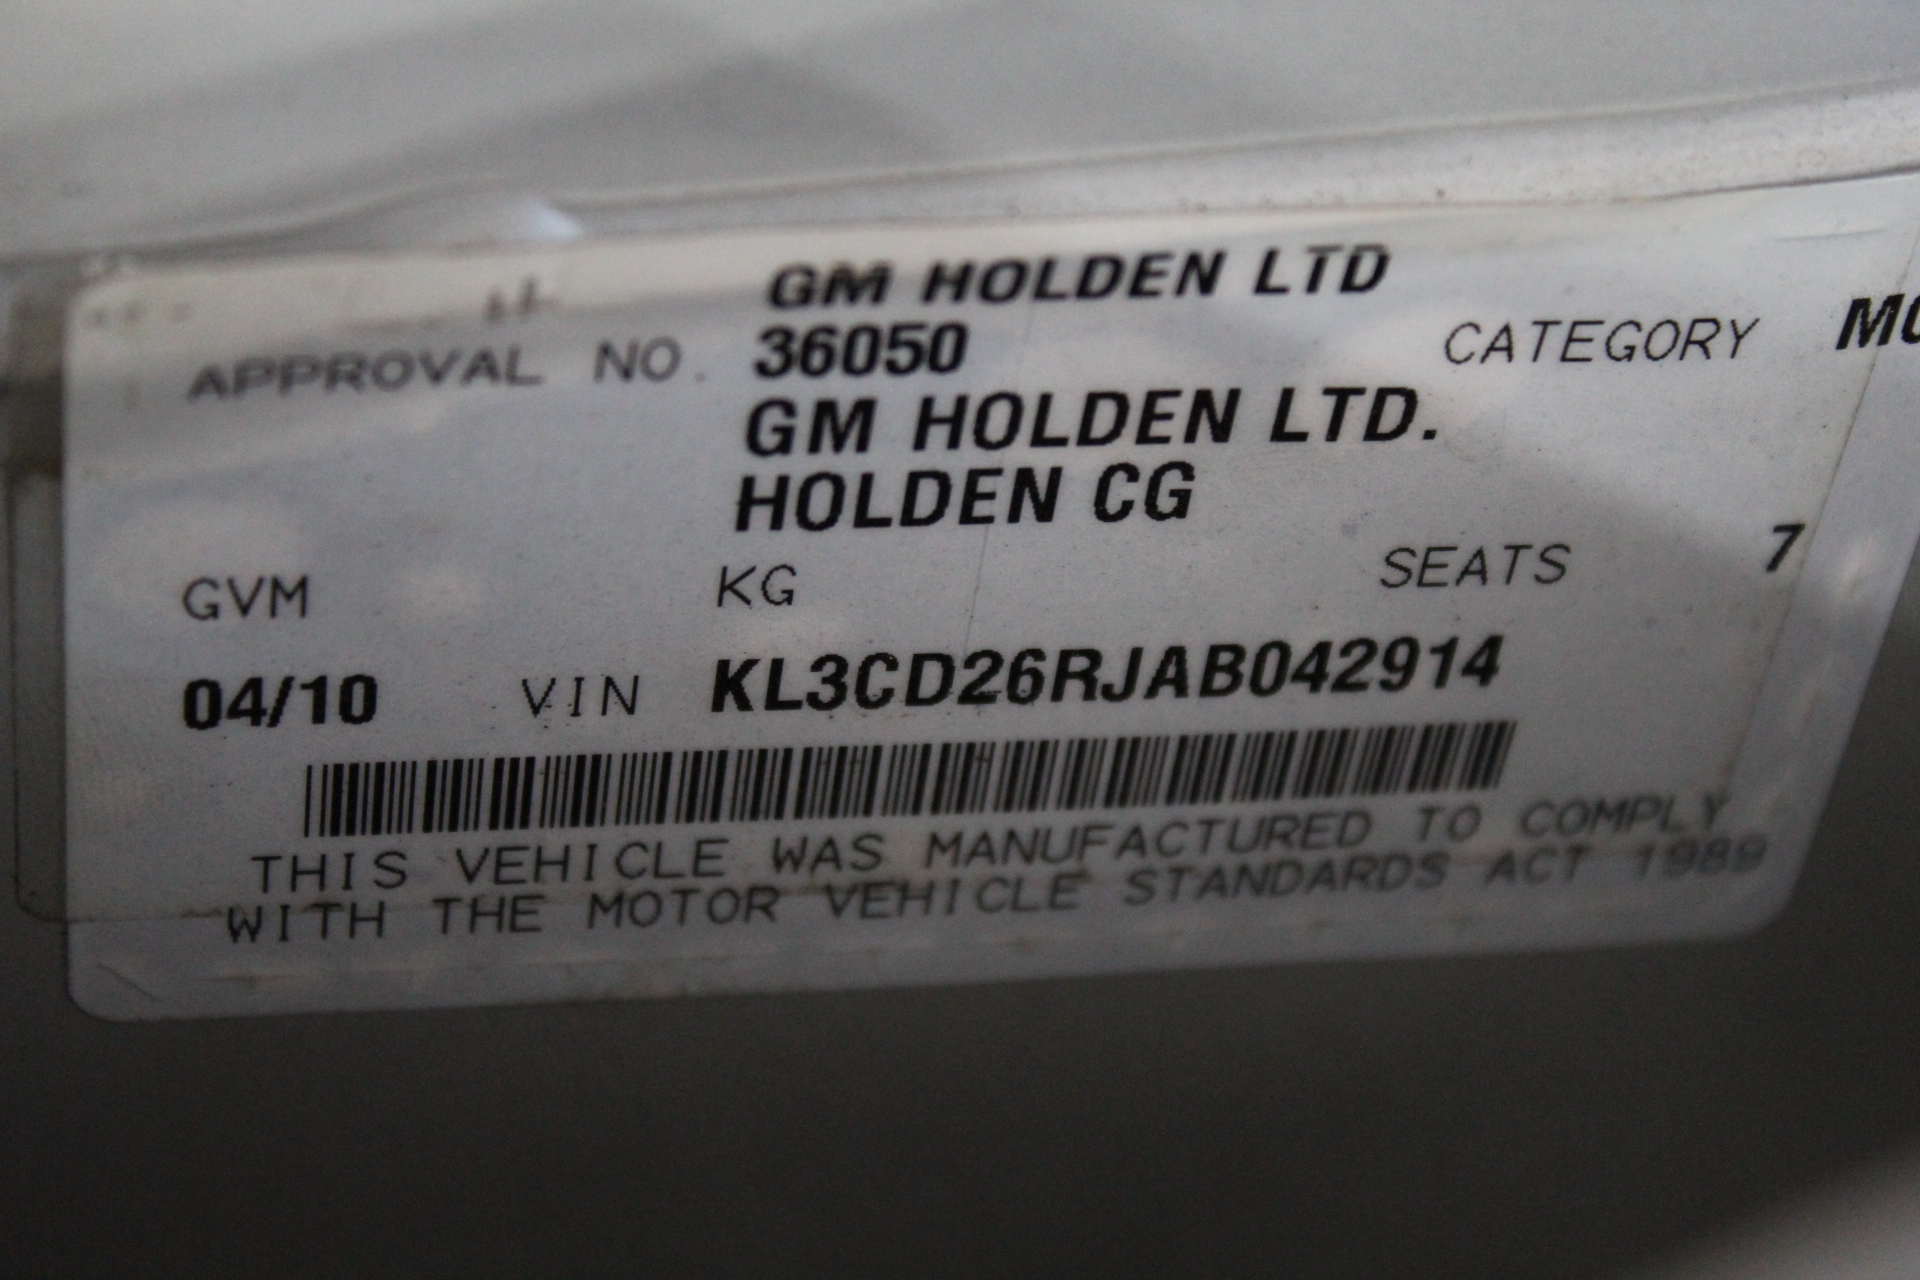 GM HOLDEN LTD
APPROVAL NO. 36050 CATEGORY
GM HOLDEN LTD.
HOLDEN CG
GVM KG SEATS 7
04/10 VIN KL3CD26RJAB042914
THIS VEHICLE WAS MANUFACTURED TO COMPLY
WITH THE MOTOR VEHICLE STANDARDS ACT 1989